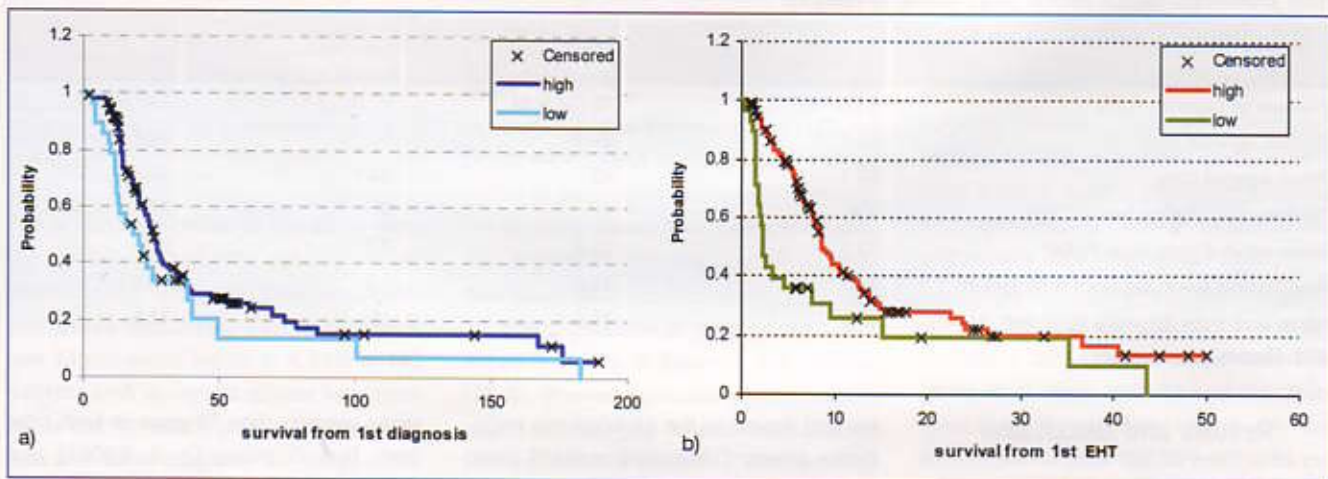 1.2
1
0.8
0.6
0.4
0.2
0
Probability
Censored
high
low
0
50
100
150
200
survival from 1st diagnosis
a)
1.2
1
0.8
0.6
0.4
0.2
0
Probability
Censored
high
low
0
10
20
30
40
50
60
survival from 1st EHT
b)